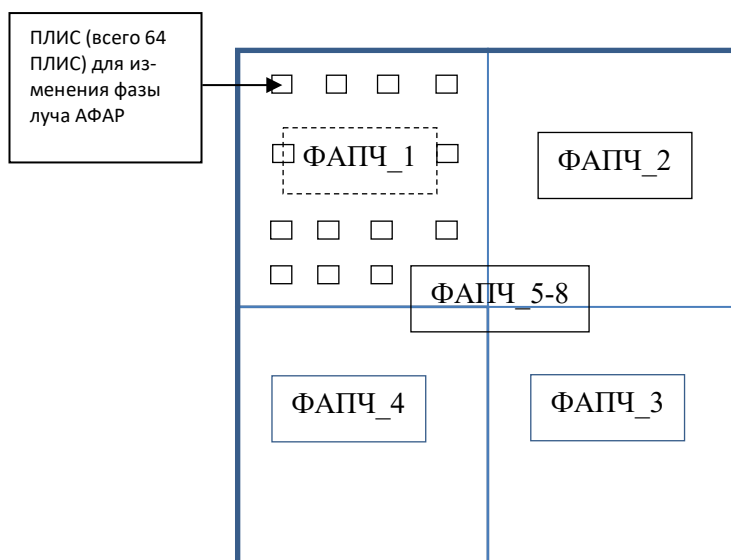 ПЛИС (всего 64
ПЛИС) для из-
менения фазы
луча АФАР
ФАПЧ_1
ФАПЧ_2
ФАПЧ_5-8
ФАПЧ_4
ФАПЧ_3